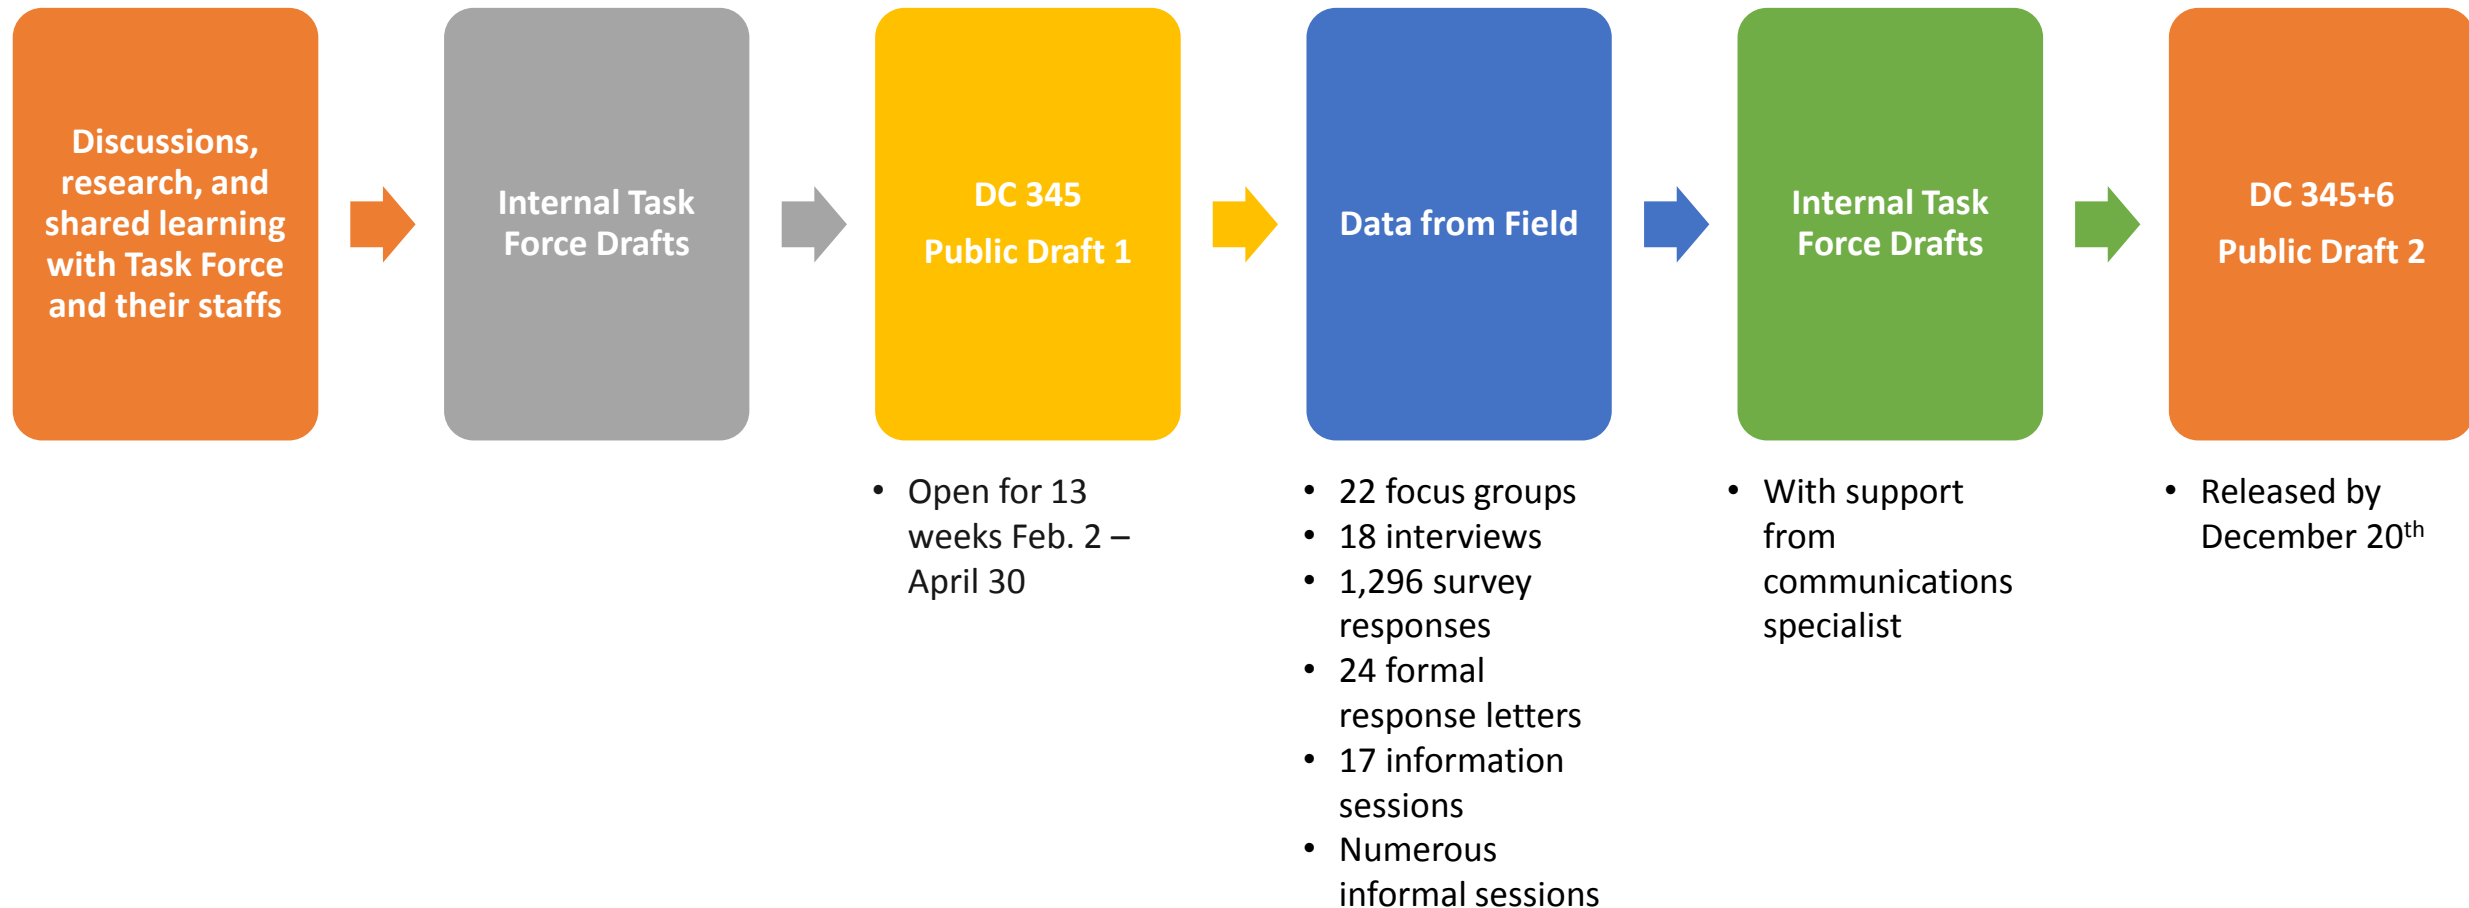 Discussions,
research, and
shared learning
with Task Force
and their staffs
Internal Task
Force Drafts
DC 345
Public Draft 1
• Open for 13
weeks Feb. 2 –
April 30
Data from Field
• 22 focus groups
• 18 interviews
• 1,296 survey
responses
• 24 formal
response letters
• 17 information
sessions
• Numerous
informal sessions
Internal Task
Force Drafts
• With support
from
communications
specialist
DC 345+6
Public Draft 2
• Released by
December 20th